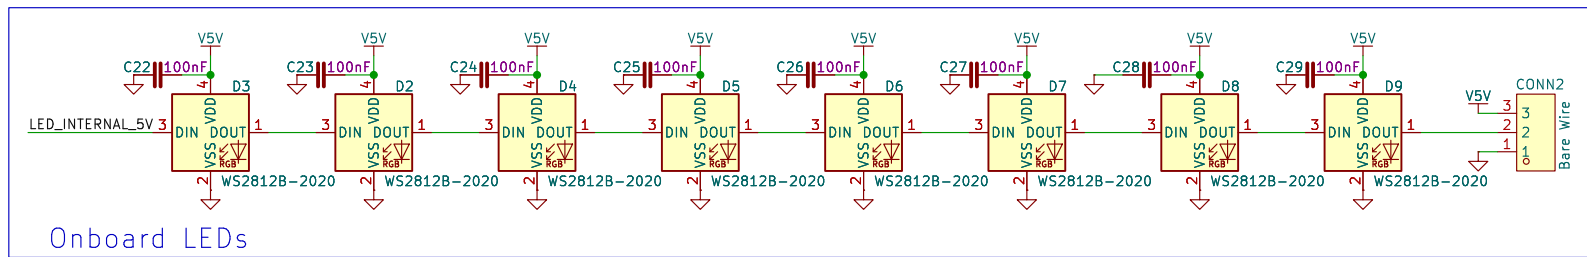 V5V V5V V5V V5V V5V V5V V5V V5V
C22 100nF C23 100nF C24 100nF C25 100nF C26 100nF C27 100nF C28 100nF C29 100nF
4 D3 4 D2 4 D4 4 D5 4 D6 4 D7 4 D8 4 D9 CONN2
VDD VDD VDD VDD VDD VDD VDD VDD V5V 3 3
LED_INTERNAL_5V 3 DIN DOUT 1 3 DIN DOUT 1 3 DIN DOUT 1 3 DIN DOUT 1 3 DIN DOUT 1 3 DIN DOUT 1 3 DIN DOUT 1 3 DIN DOUT 1 2 2 Bare Wire
VSS VSS VSS VSS VSS VSS VSS VSS 1 1
RGB RGB RGB RGB RGB RGB RGB RGB
2 WS2812B-2020 2 WS2812B-2020 2 WS2812B-2020 2 WS2812B-2020 2 WS2812B-2020 2 WS2812B-2020 2 WS2812B-2020 2 WS2812B-2020
Onboard LEDs